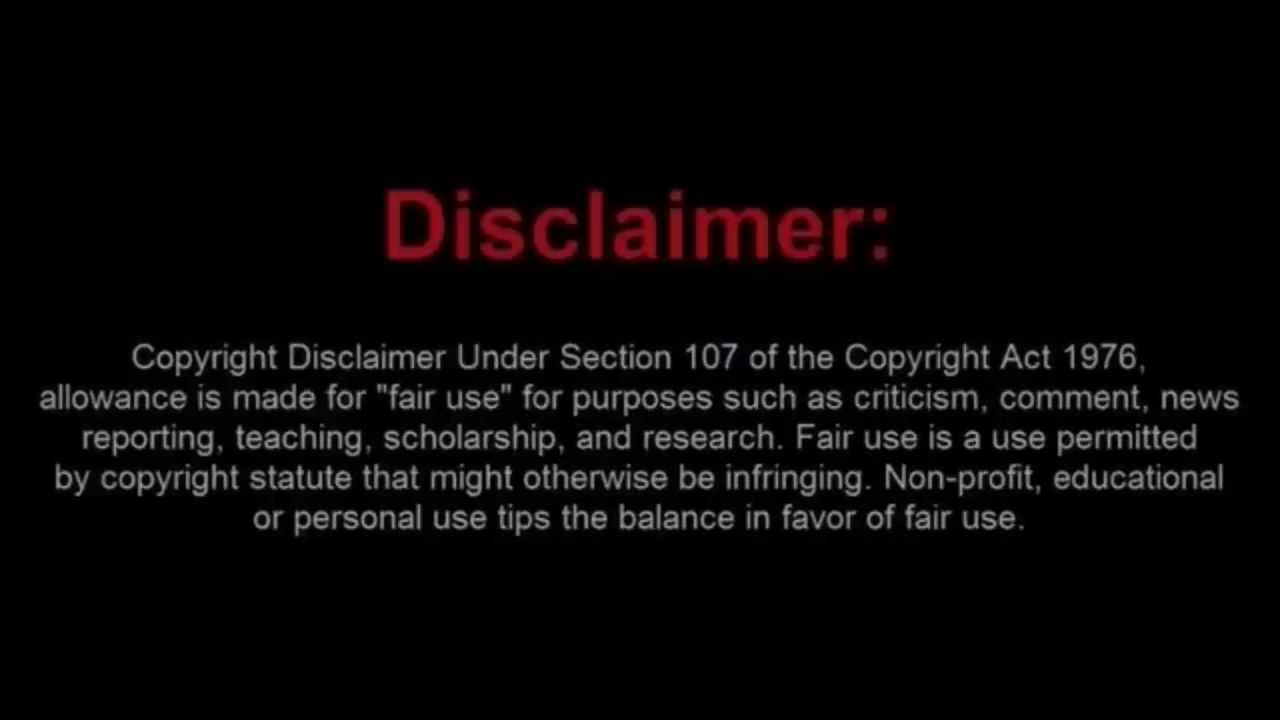 Disclaimer:
Copyright Disclaimer Under Section 107 of the Copyright Act 1976,
allowance is made for "fair use" for purposes such as criticism, comment, news
reporting, teaching, scholarship, and research. Fair use is a use permitted
by copyright statute that might otherwise be infringing. Non-profit, educational
or personal use tips the balance in favor of fair use.